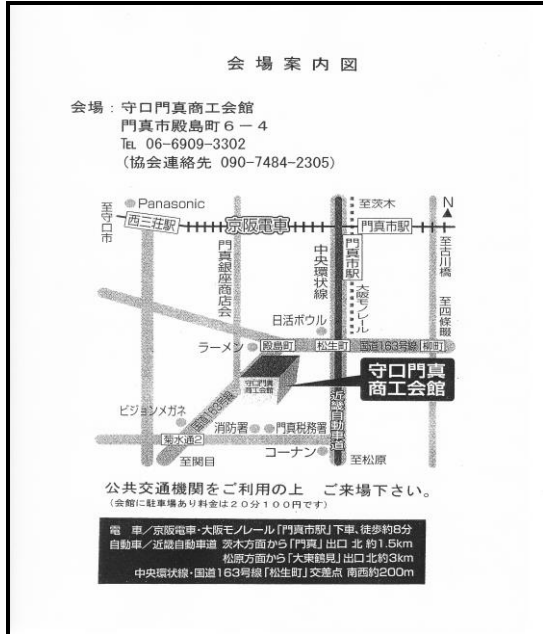 会場案内図
会場：守口門真商工会館
門真市殿島町６－４
℡ 06-6909-3302
(協会連絡先 090-7484-2305)
Panasonic
至守口市
西三荘駅
京阪電車
至茨木
門真市駅
N
至古川橋
門真銀座商店会
中央環状線
門真市駅
大阪モノレール
至四條畷
日活ボウル
ラーメン
殿島町
松生町
国道163号線
柳町
守口門真
商工会館
守口門真
商工会館
国道163号線
近畿自動車道
ビジョンメガネ
菊水通2
消防署
門真税務署
コーナン
至関目
至松原
公共交通機関をご利用の上　ご来場下さい。
(会館に駐車場あり料金は２０分１００円です)
電　車／京阪電車・大阪モノレール「門真市駅」下車、徒歩約8分
自動車／近畿自動車道 茨木方面から「門真」出口 北 約1.5km
松原方面から「大東鶴見」出口 北約3km
中央環状線・国道163号線「松生町」交差点 南西約200m